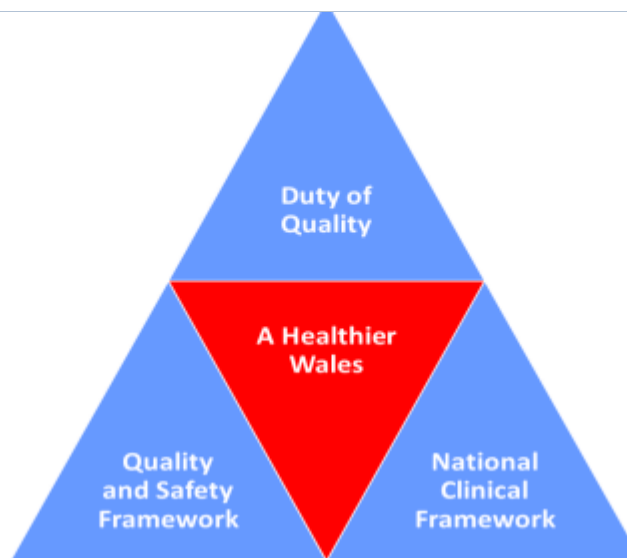 Duty of
Quality
A Healthier
Wales
Quality
and Safety
Framework
National
Clinical
Framework